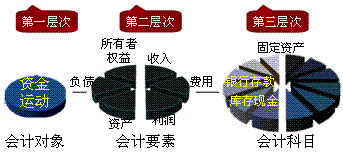 第一层次
第二层次
第三层次
资金
运动
会计对象
所有者
权益
收入
负债
费用
资产
利润
会计要素
固定资产
银行存款
库存现金
会计科目